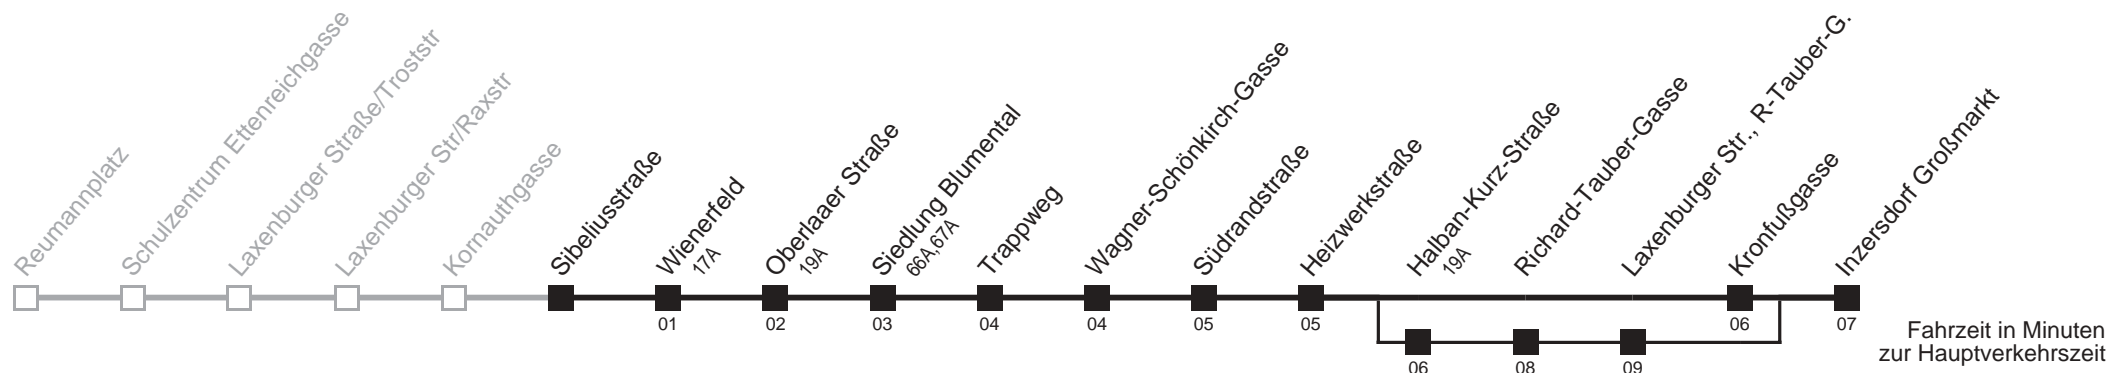 Reumannplatz
Schulzentrum Ettenreichgasse
Laxenburger Straße/Troststr
Laxenburger Str/Raxstr
Kornauthgasse
Sibeliusstraße
Wienerfeld
17A
Oberlaaer Straße
19A
Siedlung Blumental
66A,67A
Trappweg
Wagner-Schönkirch-Gasse
Südrandstraße
Heizwerkstraße
Halban-Kurz-Straße
19A
Richard-Tauber-Gasse
Laxenburger Str., R-Tauber-G.
Kronfußgasse
Inzersdorf Großmarkt
01 02 03 04 04 05 05 06 07
06 08 09
Fahrzeit in Minuten
zur Hauptverkehrszeit